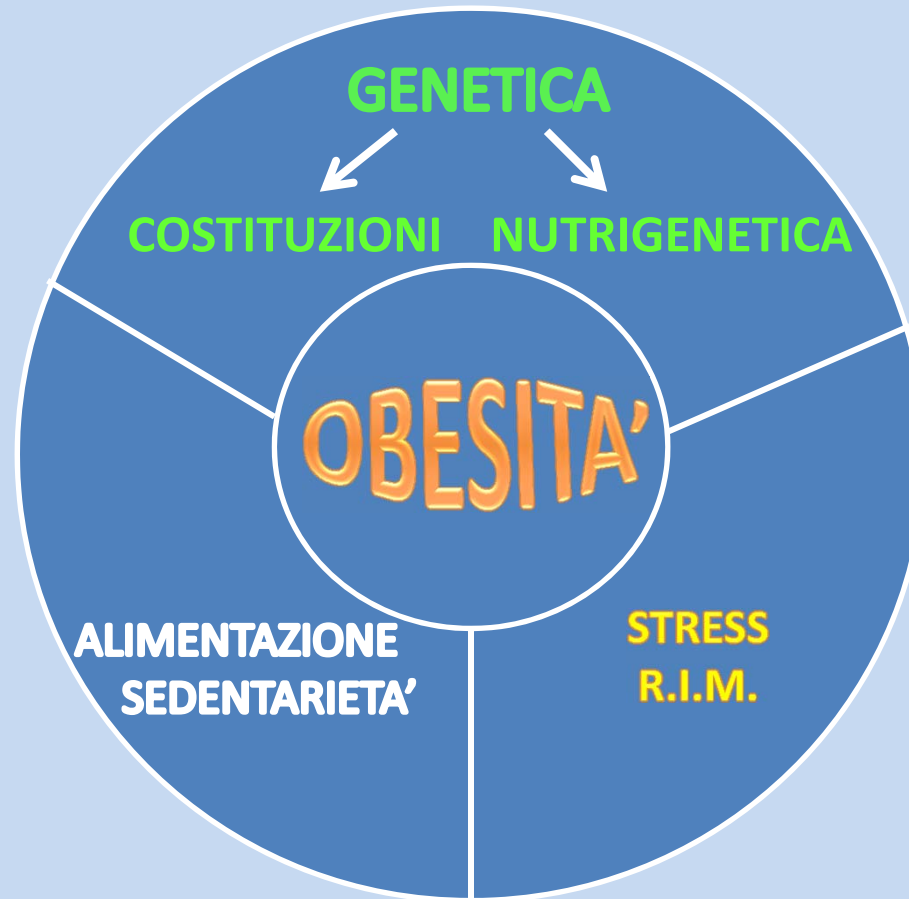 GENETICA
COSTITUZIONI NUTRIGENETICA
OBESITA'
ALIMENTAZIONE
SEDENTARIETA'
STRESS
R.I.M.